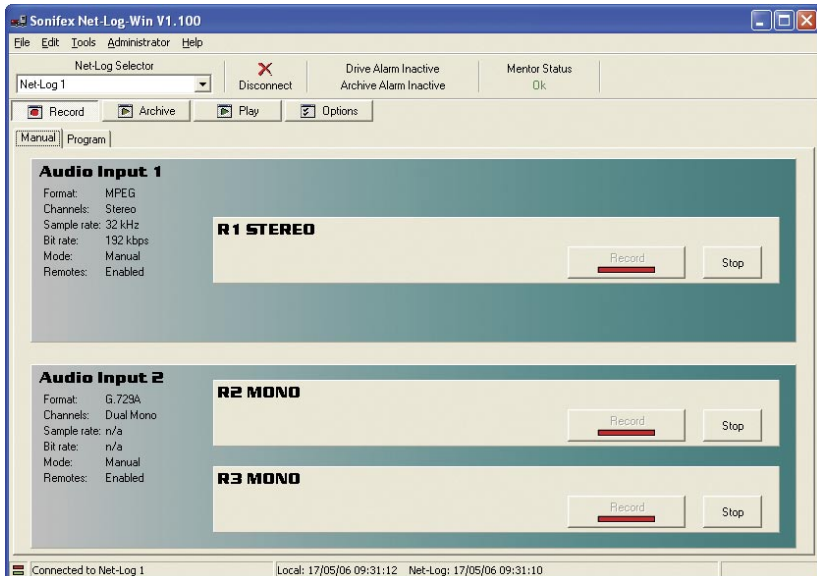 Sonifex Net-Log-Win V1.100
File Edit Tools Administrator Help
Net-Log Selector
Net-Log 1
Disconnect
Drive Alarm Inactive
Archive Alarm Inactive
Mentor Status
Ok
Record Archive Play Options
Manual Program
Audio Input 1
Format: MPEG
Channels: Stereo
Sample rate: 32 kHz
Bit rate: 192 kbps
Mode: Manual
Remotes: Enabled
R1 STEREO
Record Stop
Audio Input 2
Format: G.729A
Channels: Dual Mono
Sample rate: n/a
Bit rate: n/a
Mode: Manual
Remotes: Enabled
R2 MONO
Record Stop
R3 MONO
Record Stop
Connected to Net-Log 1 Local: 17/05/06 09:31:12 Net-Log: 17/05/06 09:31:10